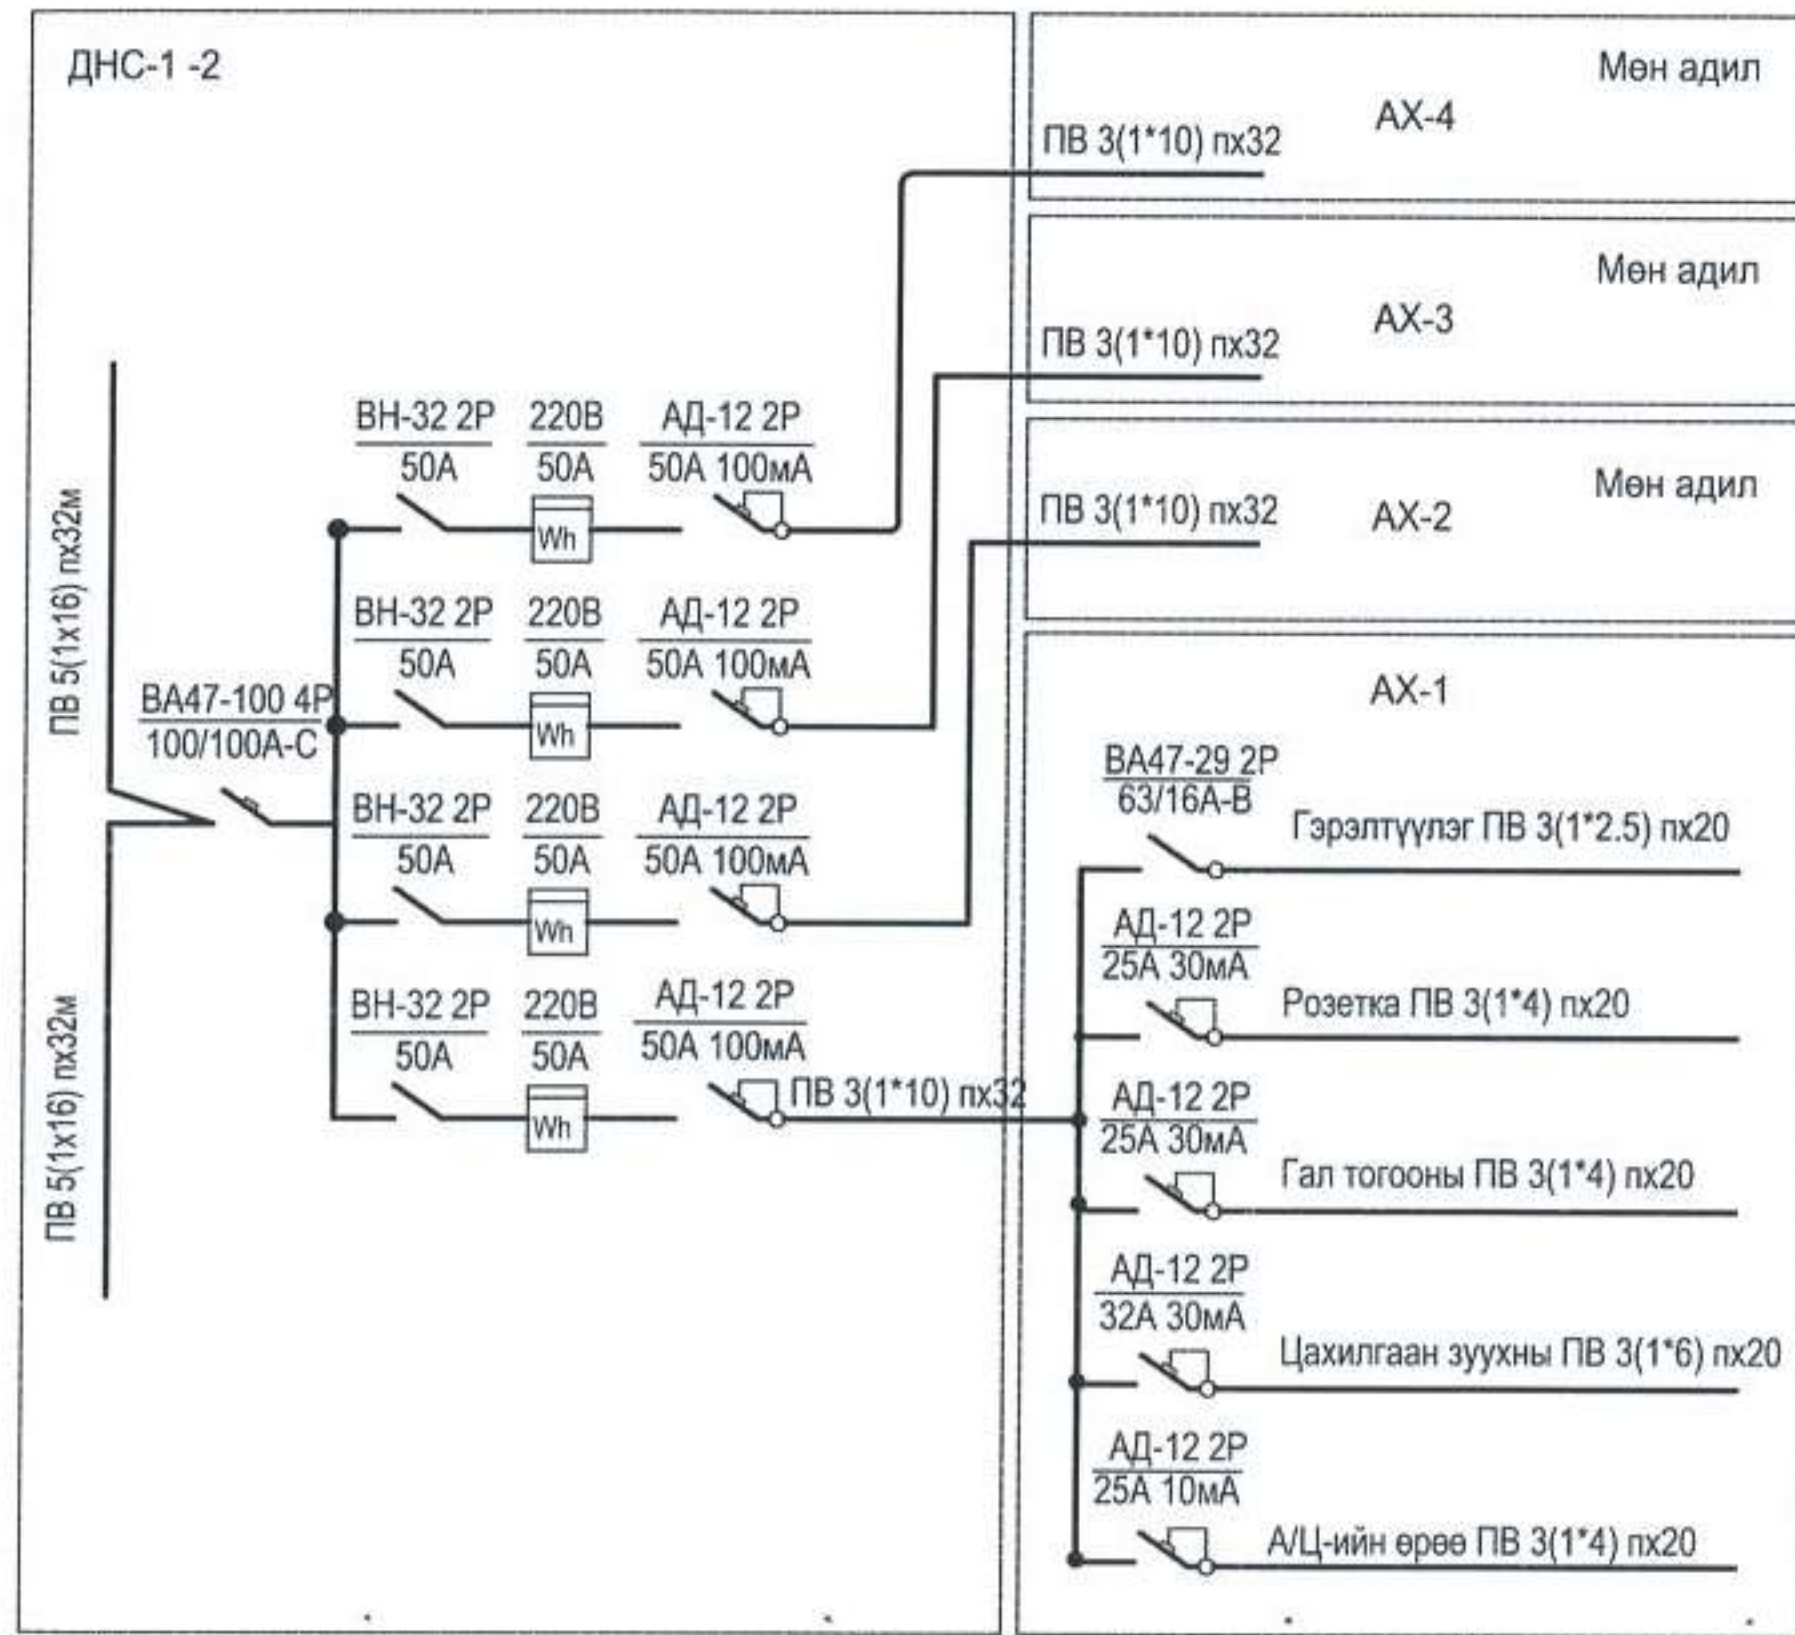 ДНС-1 -2
Мөн адил
АХ-4
ПВ 3(1*10) пх32
Мөн адил
АХ-3
ПВ 3(1*10) пх32
Мөн адил
АХ-2
ПВ 3(1*10) пх32
ПВ 5(1х16) пх32м
ПВ 5(1х16) пх32м
ВА47-100 4Р
100/100А-С
ВН-32 2Р 220В АД-12 2Р
50А 50А 50А 100мА
Wh
ВН-32 2Р 220В АД-12 2Р
50А 50А 50А 100мА
Wh
ВН-32 2Р 220В АД-12 2Р
50А 50А 50А 100мА
Wh
ВН-32 2Р 220В АД-12 2Р
50А 50А 50А 100мА
Wh
ПВ 3(1*10) пх32
АХ-1
ВА47-29 2Р
63/16А-В
Гэрэлтүүлэг ПВ 3(1*2.5) пх20
АД-12 2Р
25А 30мА
Розетка ПВ 3(1*4) пх20
АД-12 2Р
25А 30мА
Гал тогооны ПВ 3(1*4) пх20
АД-12 2Р
32А 30мА
Цахилгаан зуухны ПВ 3(1*6) пх20
АД-12 2Р
25А 10мА
А/Ц-ийн өрөө ПВ 3(1*4) пх20